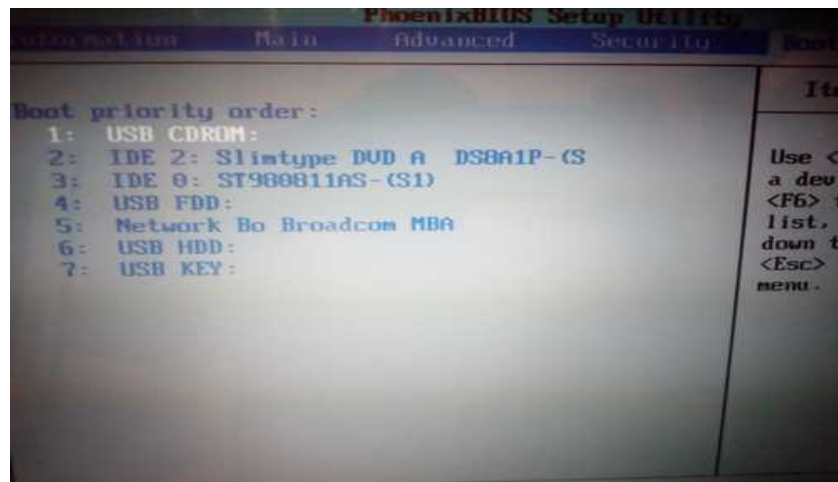 PhoenixBIOS Setup Utility
Information Main Advanced Security Boot
Boot priority order:
1: USB CDROM:
2: IDE 2: Slimtype DVD A DS8A1P-(S
3: IDE 0: ST980811AS-(S1)
4: USB FDD:
5: Network Bo Broadcom MBA
6: USB HDD:
7: USB KEY:
Use <
a dev
<F6>
list,
down t
<Esc>
menu.